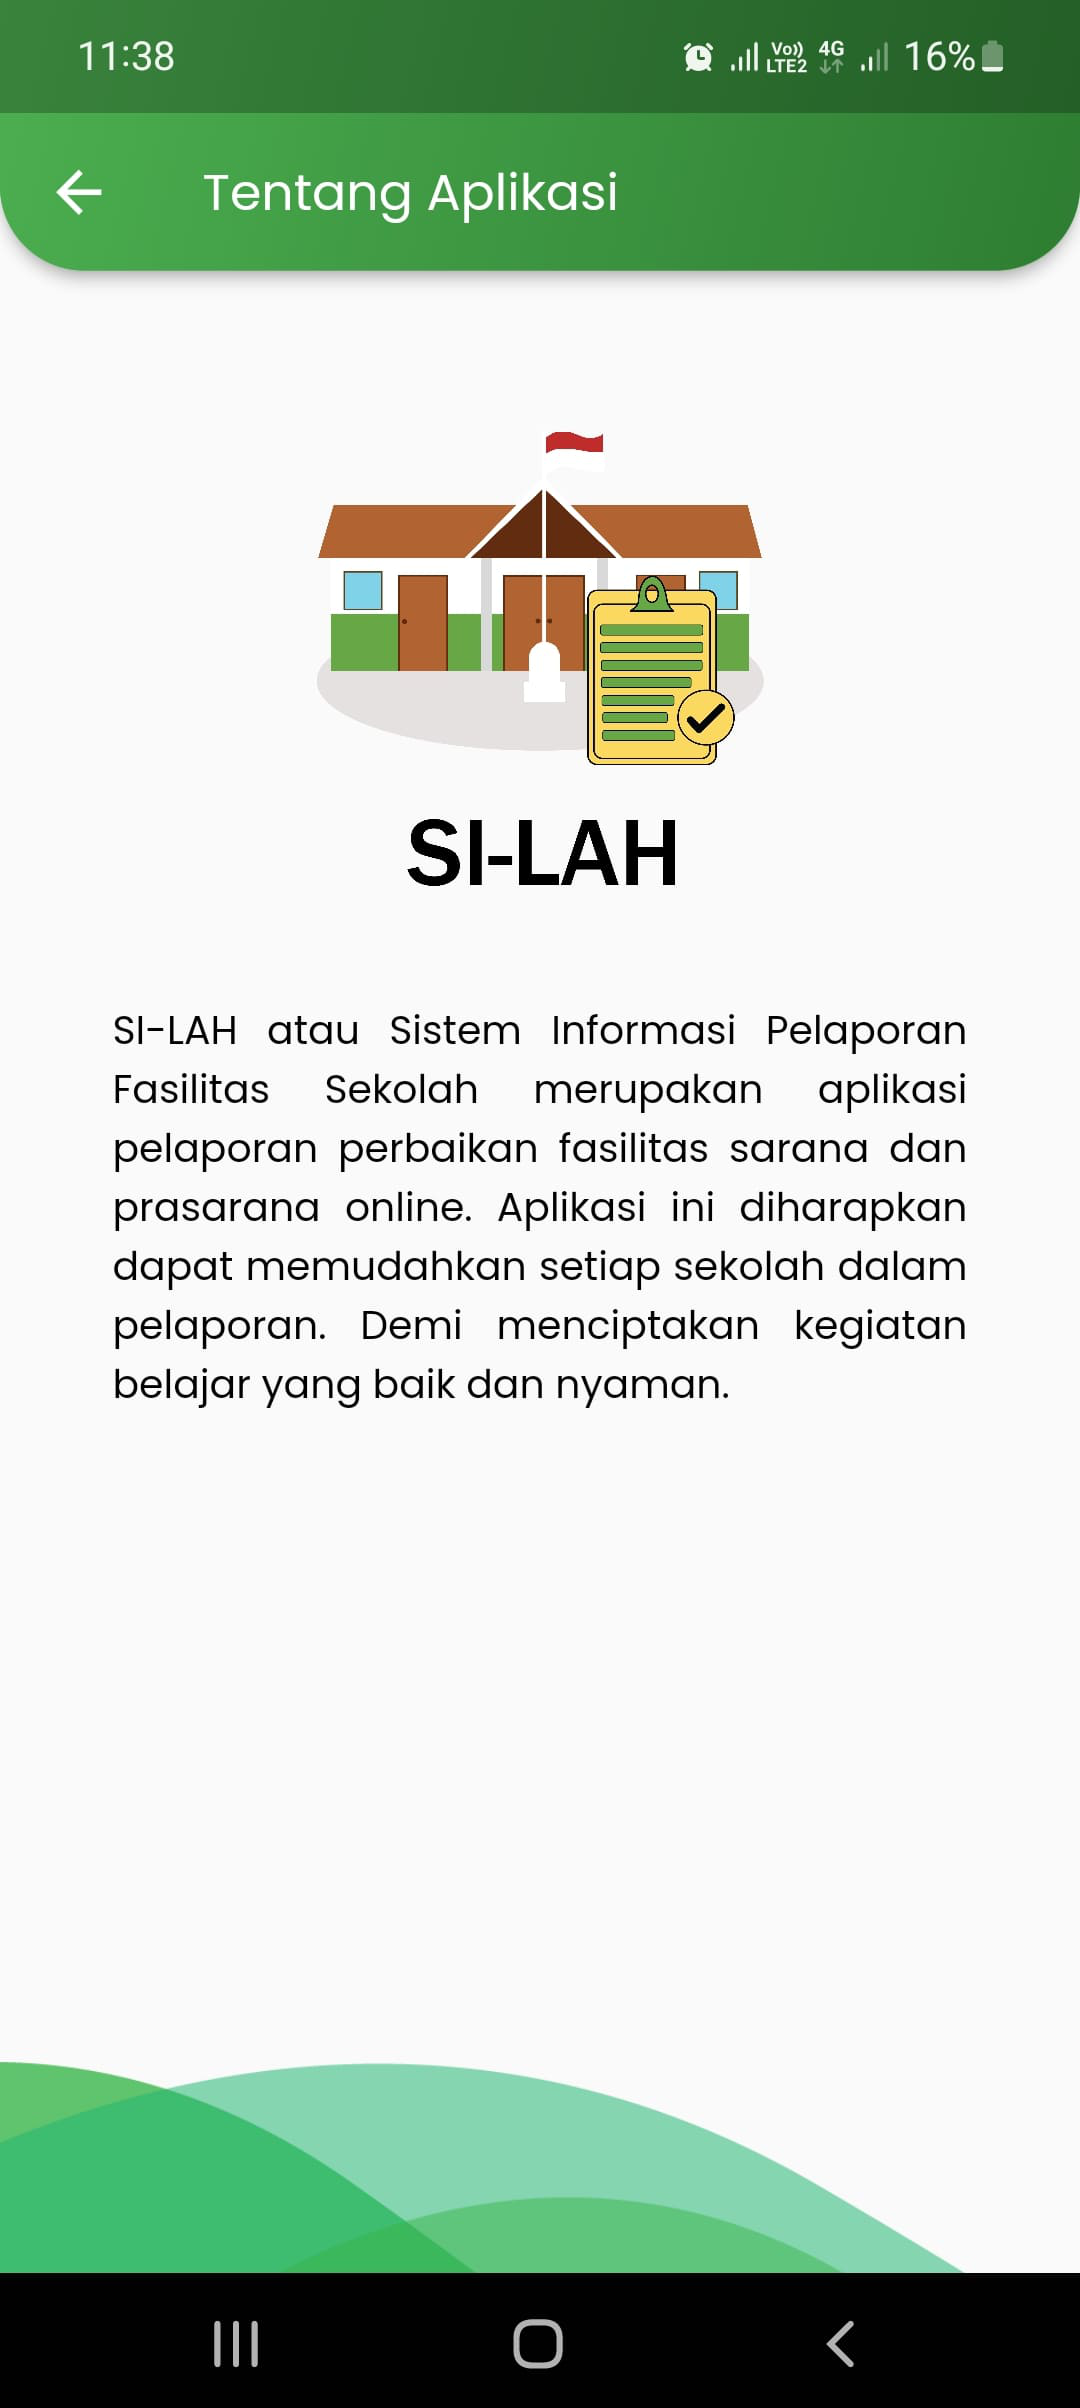 11:38
Vo)) LTE2 4G 16%
Tentang Aplikasi
SI-LAH
SI-LAH atau Sistem Informasi Pelaporan
Fasilitas Sekolah merupakan aplikasi
pelaporan perbaikan fasilitas sarana dan
prasarana online. Aplikasi ini diharapkan
dapat memudahkan setiap sekolah dalam
pelaporan. Demi menciptakan kegiatan
belajar yang baik dan nyaman.